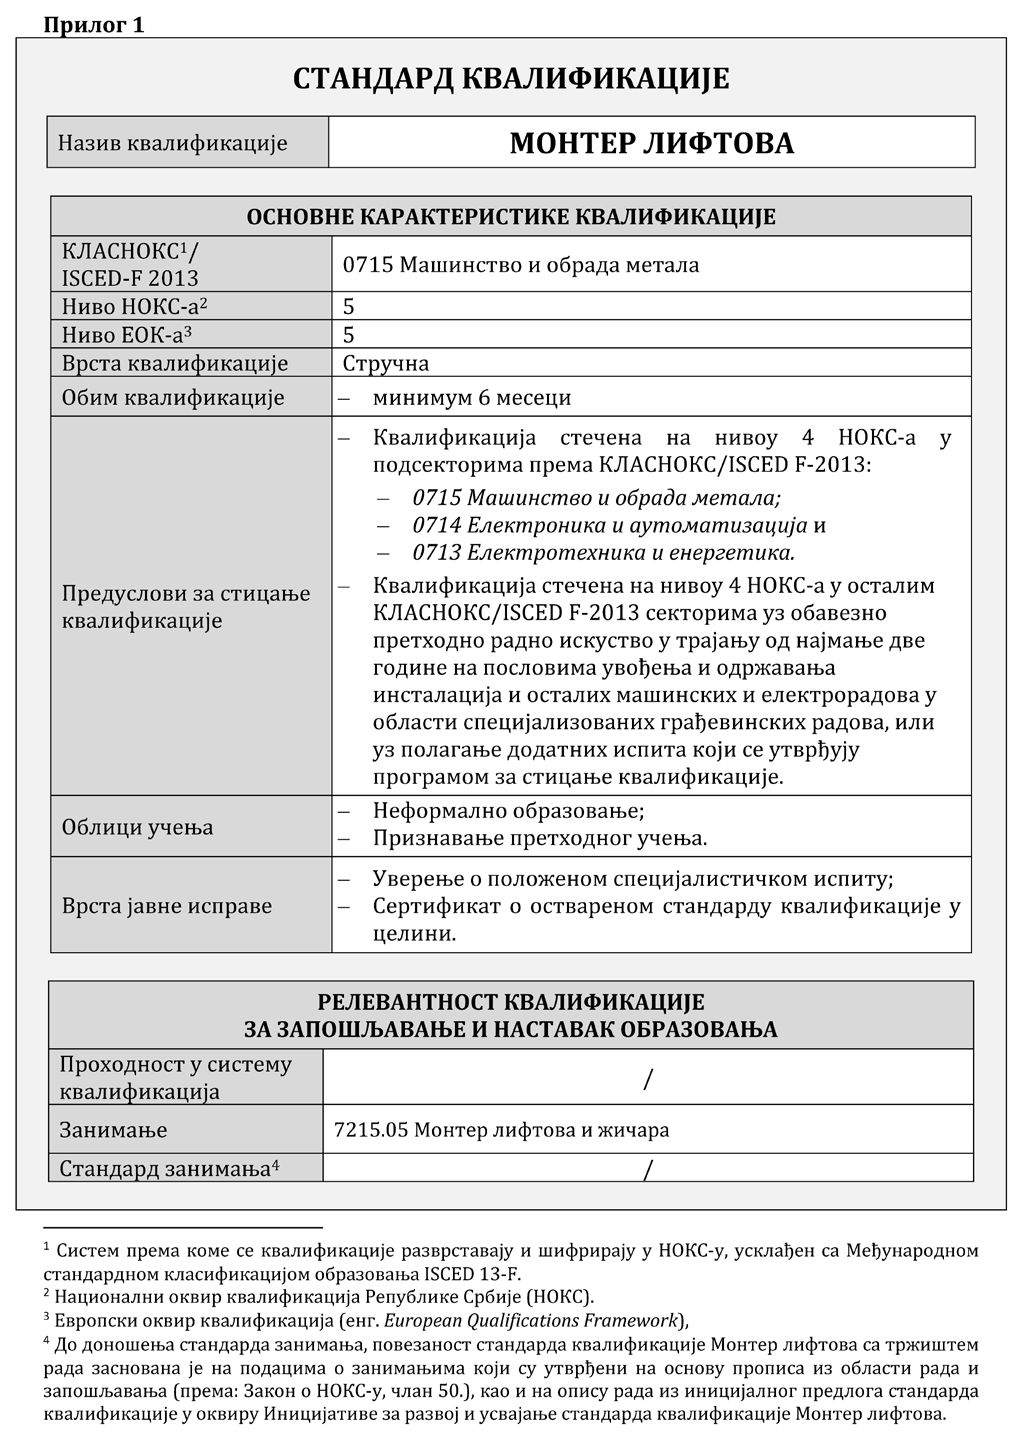 Прилог 1
СТАНДАРД КВАЛИФИКАЦИЈЕ
Назив квалификације
МОНТЕР ЛИФТОВА
ОСНОВНЕ КАРАКТЕРИСТИКЕ КВАЛИФИКАЦИЈЕ
КЛАСНОКС¹/
ISCED-F 2013
0715 Машинство и обрада метала
Ниво НОКС-а²
5
Ниво ЕОК-а³
5
Врста квалификације
Стручна
Обим квалификације
– минимум 6 месеци
Предуслови за стицање
квалификације
– Квалификација стечена на нивоу 4 НОКС-а у
подсекторима према КЛАСНОКС/ISCED F-2013:
– 0715 Машинство и обрада метала;
– 0714 Електроника и аутоматизација и
– 0713 Електротехника и енергетика.
– Квалификација стечена на нивоу 4 НОКС-а у осталим
КЛАСНОКС/ISCED F-2013 секторима уз обавезно
претходно радно искуство у трајању од најмање две
године на пословима увођења и одржавања
инсталација и осталих машинских и електрорадова у
области специјализованих грађевинских радова, или
уз полагање додатних испита који се утврђују
програмом за стицање квалификације.
Облици учења
– Неформално образовање;
– Признавање претходног учења.
Врста јавне исправе
– Уверење о положеном специјалистичком испиту;
– Сертификат о оствареном стандарду квалификације у
целини.
РЕЛЕВАНТНОСТ КВАЛИФИКАЦИЈЕ
ЗА ЗАПОШЉАВАЊЕ И НАСТАВАК ОБРАЗОВАЊА
Проходност у систему
квалификација
/
Занимање
7215.05 Монтер лифтова и жичара
Стандард занимања⁴
/
¹ Систем према коме се квалификације разврставају и шифрирају у НОКС-у, усклађен са Међународном
стандардном класификацијом образовања ISCED 13-F.
² Национални оквир квалификација Републике Србије (НОКС).
³ Европски оквир квалификација (енг. European Qualifications Framework),
⁴ До доношења стандарда занимања, повезаност стандарда квалификације Монтер лифтова са тржиштем
рада заснована је на подацима о занимањима који су утврђени на основу прописа из области рада и
запошљавања (према: Закон о НОКС-у, члан 50.), као и на опису рада из иницијалног предлога стандарда
квалификације у оквиру Иницијативе за развој и усвајање стандарда квалификације Монтер лифтова.